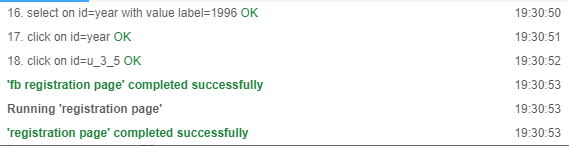 16. select on id=year with value label=1996 OK 19:30:50
17. click on id=year OK 19:30:51
18. click on id=u_3_5 OK 19:30:52
'fb registration page' completed successfully 19:30:53
Running 'registration page' 19:30:53
'registration page' completed successfully 19:30:53